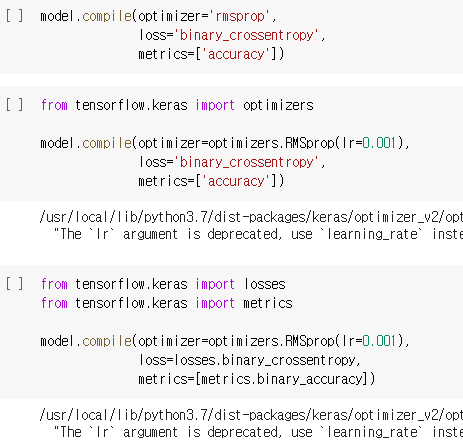 [ ] model.compile(optimizer='rmsprop',
loss='binary_crossentropy',
metrics=['accuracy'])
[ ] from tensorflow.keras import optimizers
model.compile(optimizer=optimizers.RMSprop(lr=0.001),
loss='binary_crossentropy',
metrics=['accuracy'])
/usr/local/lib/python3.7/dist-packages/keras/optimizer_v2/opt
"The `lr` argument is deprecated, use `learning_rate` inste
[ ] from tensorflow.keras import losses
from tensorflow.keras import metrics
model.compile(optimizer=optimizers.RMSprop(lr=0.001),
loss=losses.binary_crossentropy,
metrics=[metrics.binary_accuracy])
/usr/local/lib/python3.7/dist-packages/keras/optimizer_v2/opt
"The `lr` argument is deprecated, use `learning_rate` inste